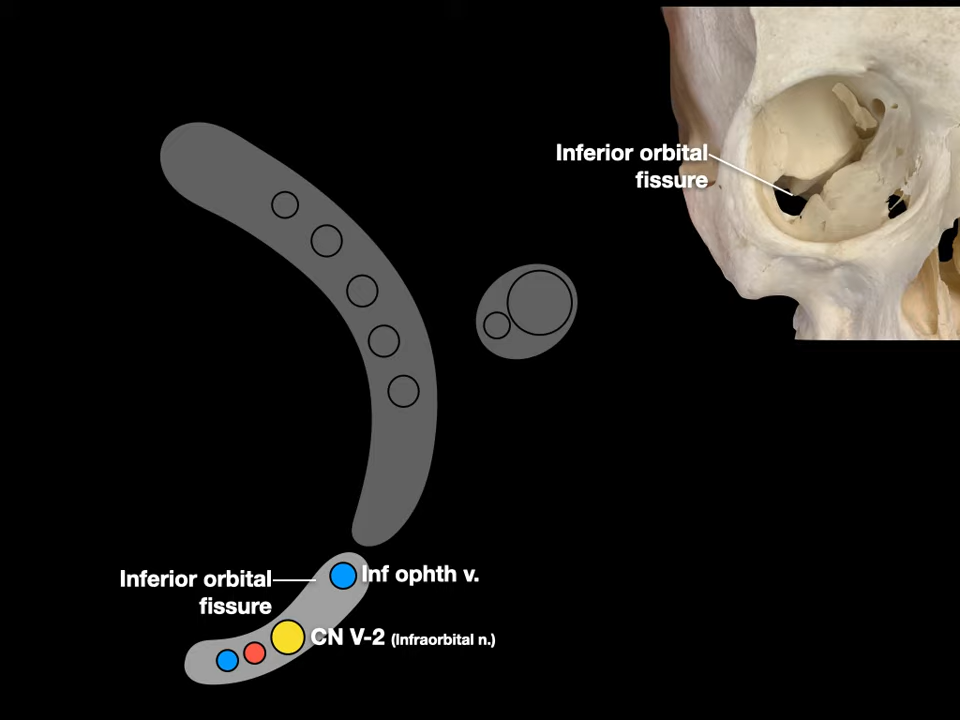 Inferior orbital
fissure
Inferior orbital
fissure
Inf ophth v.
CN V-2 (Infraorbital n.)